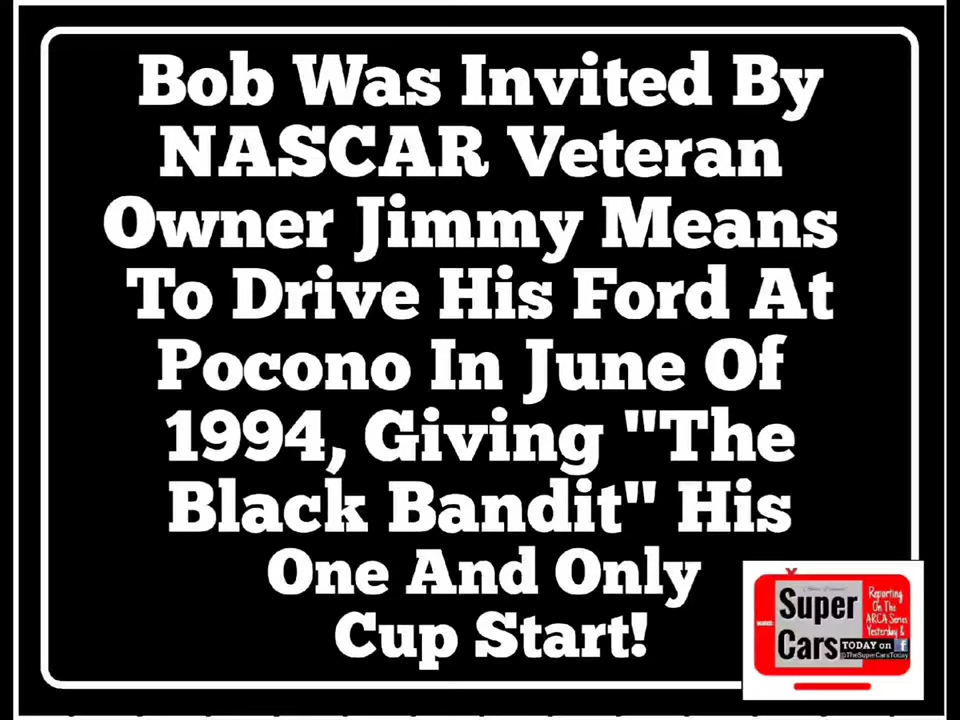 Bob Was Invited By
NASCAR Veteran
Owner Jimmy Means
To Drive His Ford At
Pocono In June Of
1994, Giving "The
Black Bandit" His
One And Only
Cup Start!
Super
Cars
TODAY on f
@TheSuperCarsToday
Reporting
On The
ARCA Series
Yesterday &